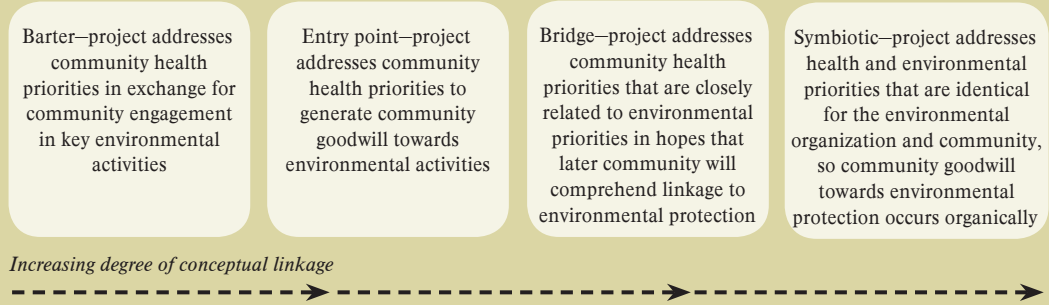 Barter—project addresses
community health
priorities in exchange for
community engagement
in key environmental
activities
Entry point—project
addresses community
health priorities to
generate community
goodwill towards
environmental activities
Bridge—project addresses
community health
priorities that are closely
related to environmental
priorities in hopes that
later community will
comprehend linkage to
environmental protection
Symbiotic—project addresses
health and environmental
priorities that are identical
for the environmental
organization and community,
so community goodwill
towards environmental
protection occurs organically
Increasing degree of conceptual linkage